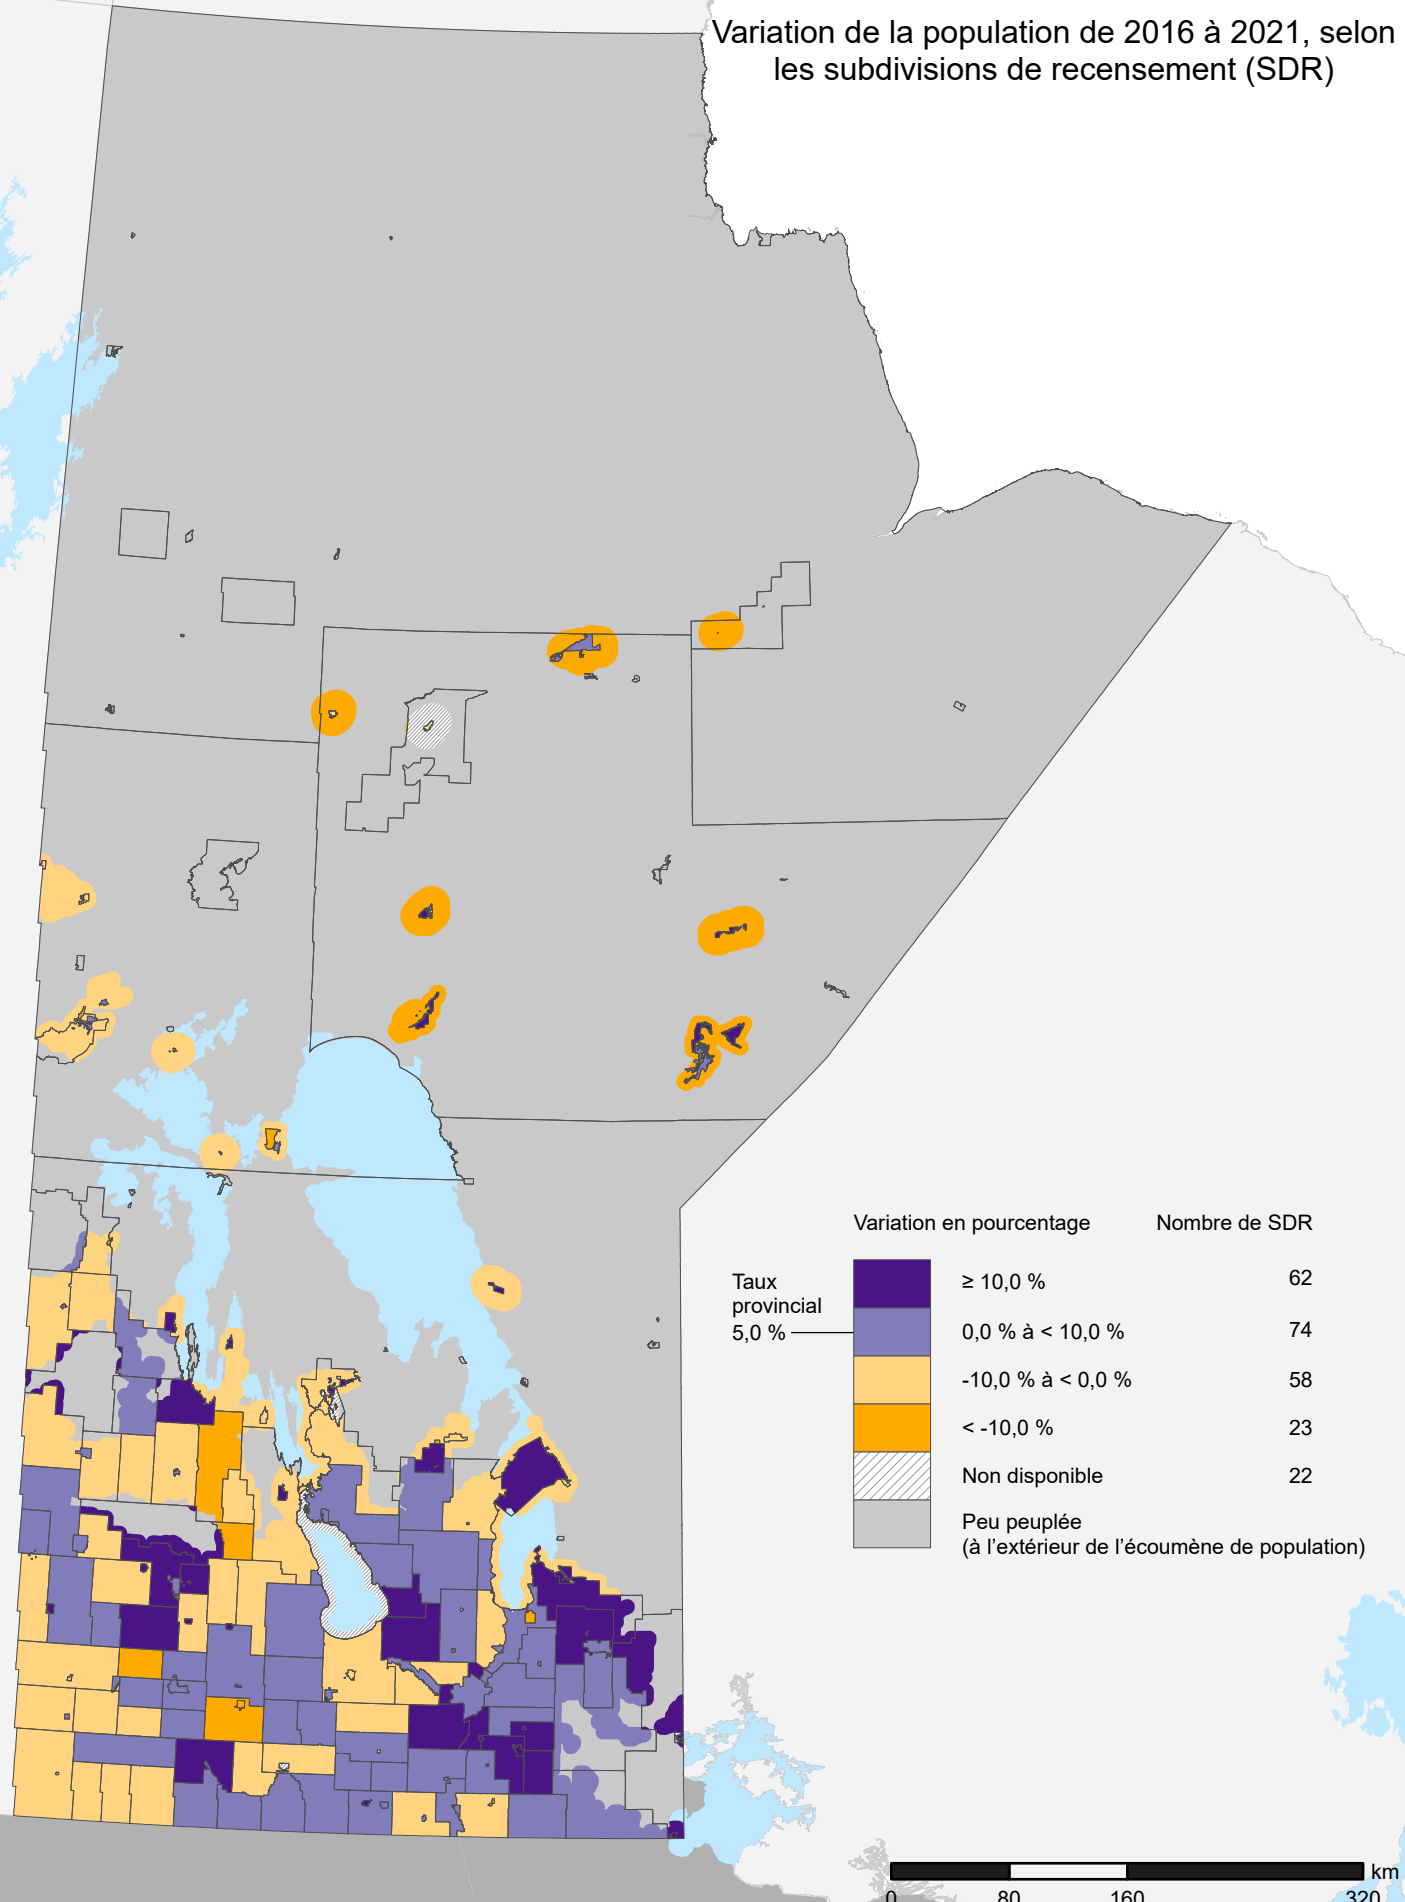 Variation de la population de 2016 à 2021, selon
les subdivisions de recensement (SDR)
Variation en pourcentage Nombre de SDR
Taux
provincial
5,0 %
≥ 10,0 % 62
0,0 % à < 10,0 % 74
-10,0 % à < 0,0 % 58
< -10,0 % 23
Non disponible 22
Peu peuplée
(à l’extérieur de l’écoumène de population)
km
0 80 160 320